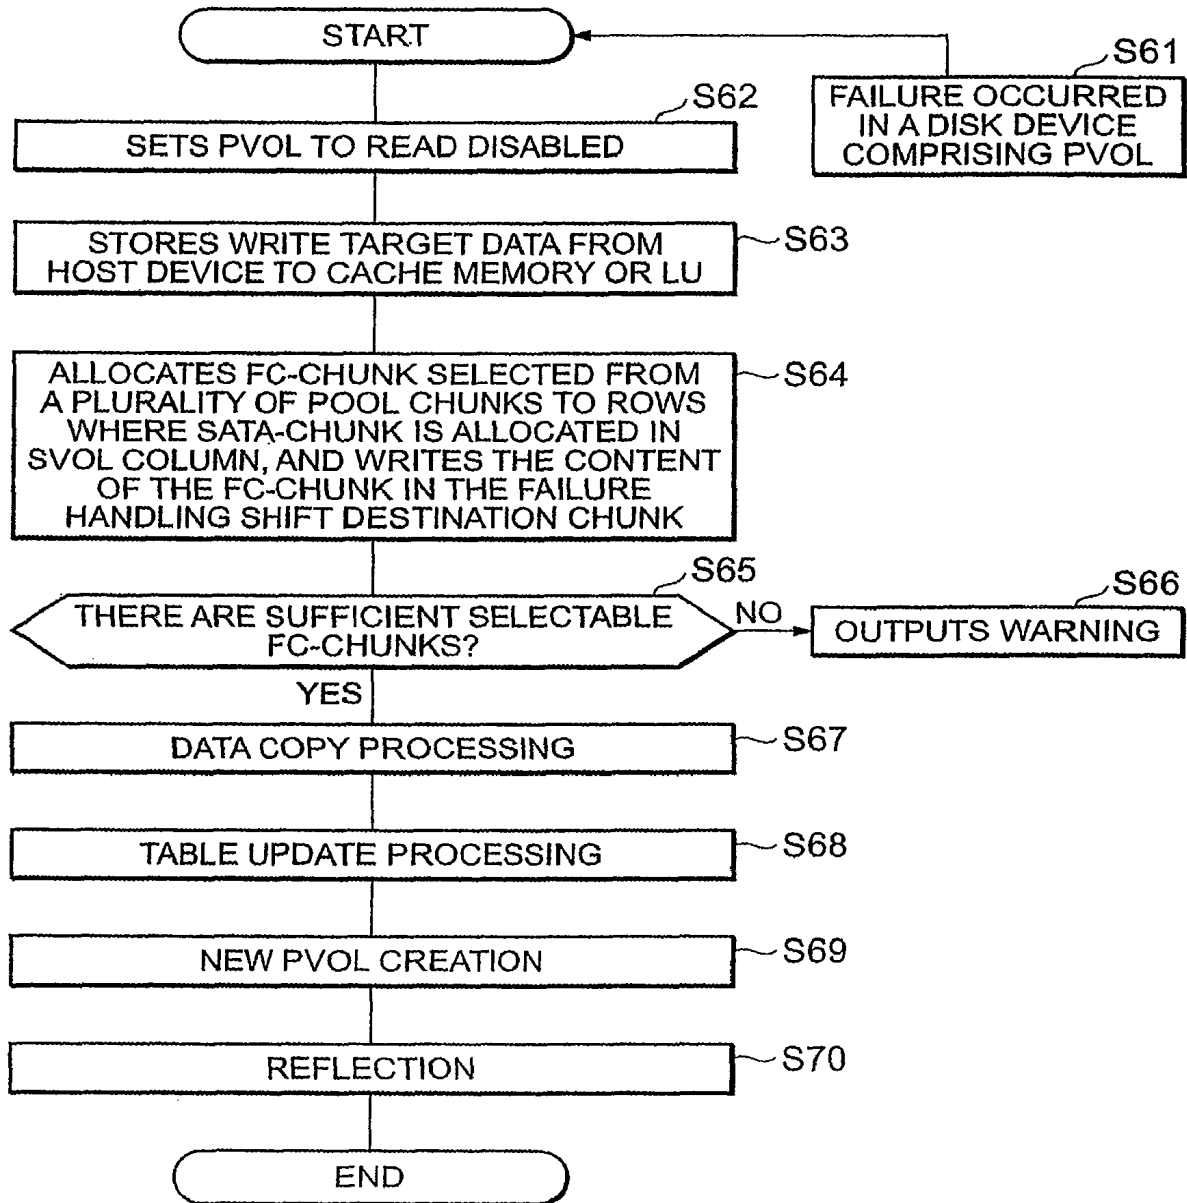 START
S61
FAILURE OCCURRED
IN A DISK DEVICE
COMPRISING PVOL
S62
SETS PVOL TO READ DISABLED
S63
STORES WRITE TARGET DATA FROM
HOST DEVICE TO CACHE MEMORY OR LU
S64
ALLOCATES FC-CHUNK SELECTED FROM
A PLURALITY OF POOL CHUNKS TO ROWS
WHERE SATA-CHUNK IS ALLOCATED IN
SVOL COLUMN, AND WRITES THE CONTENT
OF THE FC-CHUNK IN THE FAILURE
HANDLING SHIFT DESTINATION CHUNK
S65
THERE ARE SUFFICIENT SELECTABLE
FC-CHUNKS?
NO
S66
OUTPUTS WARNING
YES
DATA COPY PROCESSING
S67
TABLE UPDATE PROCESSING
S68
NEW PVOL CREATION
S69
REFLECTION
S70
END